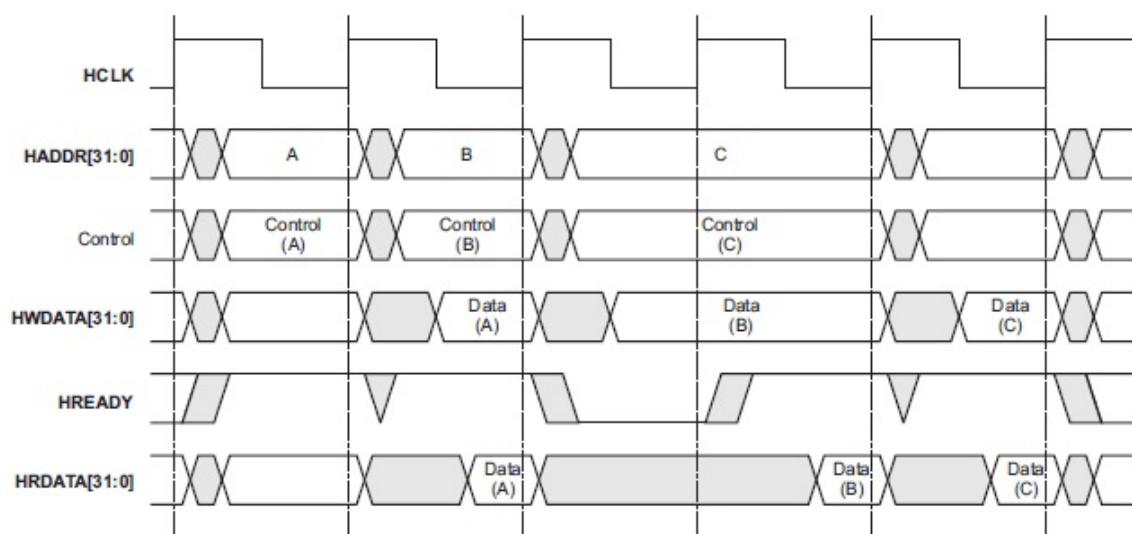 HCLK
HADDR[31:0]
A
B
C
Control
Control
(A)
Control
(B)
Control
(C)
HWDATA[31:0]
Data
(A)
Data
(B)
Data
(C)
HREADY
HRDATA[31:0]
Data
(A)
Data
(B)
Data
(C)